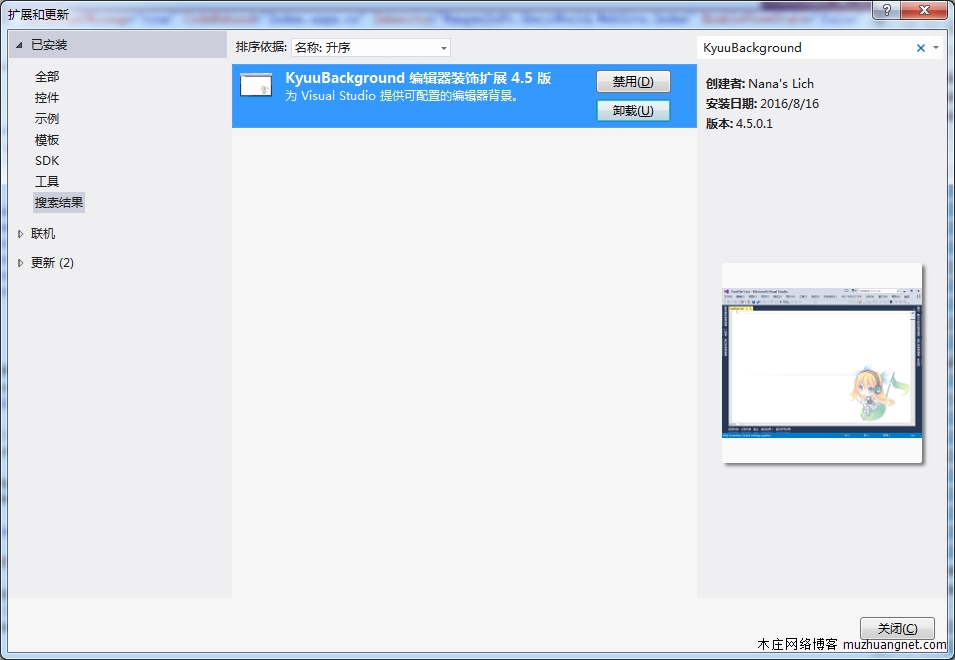 扩展和更新
已安装
全部
控件
示例
模板
SDK
工具
搜索结果
联机
更新 (2)
排序依据: 名称: 升序
KyuuBackground 编辑器装饰扩展 4.5 版
为 Visual Studio 提供可配置的编辑器背景。
禁用(D)
卸载(U)
KyuuBackground
创建者: Nana's Lich
安装日期: 2016/8/16
版本: 4.5.0.1
关闭(C)
木庄网络博客 muzhuangnet.com